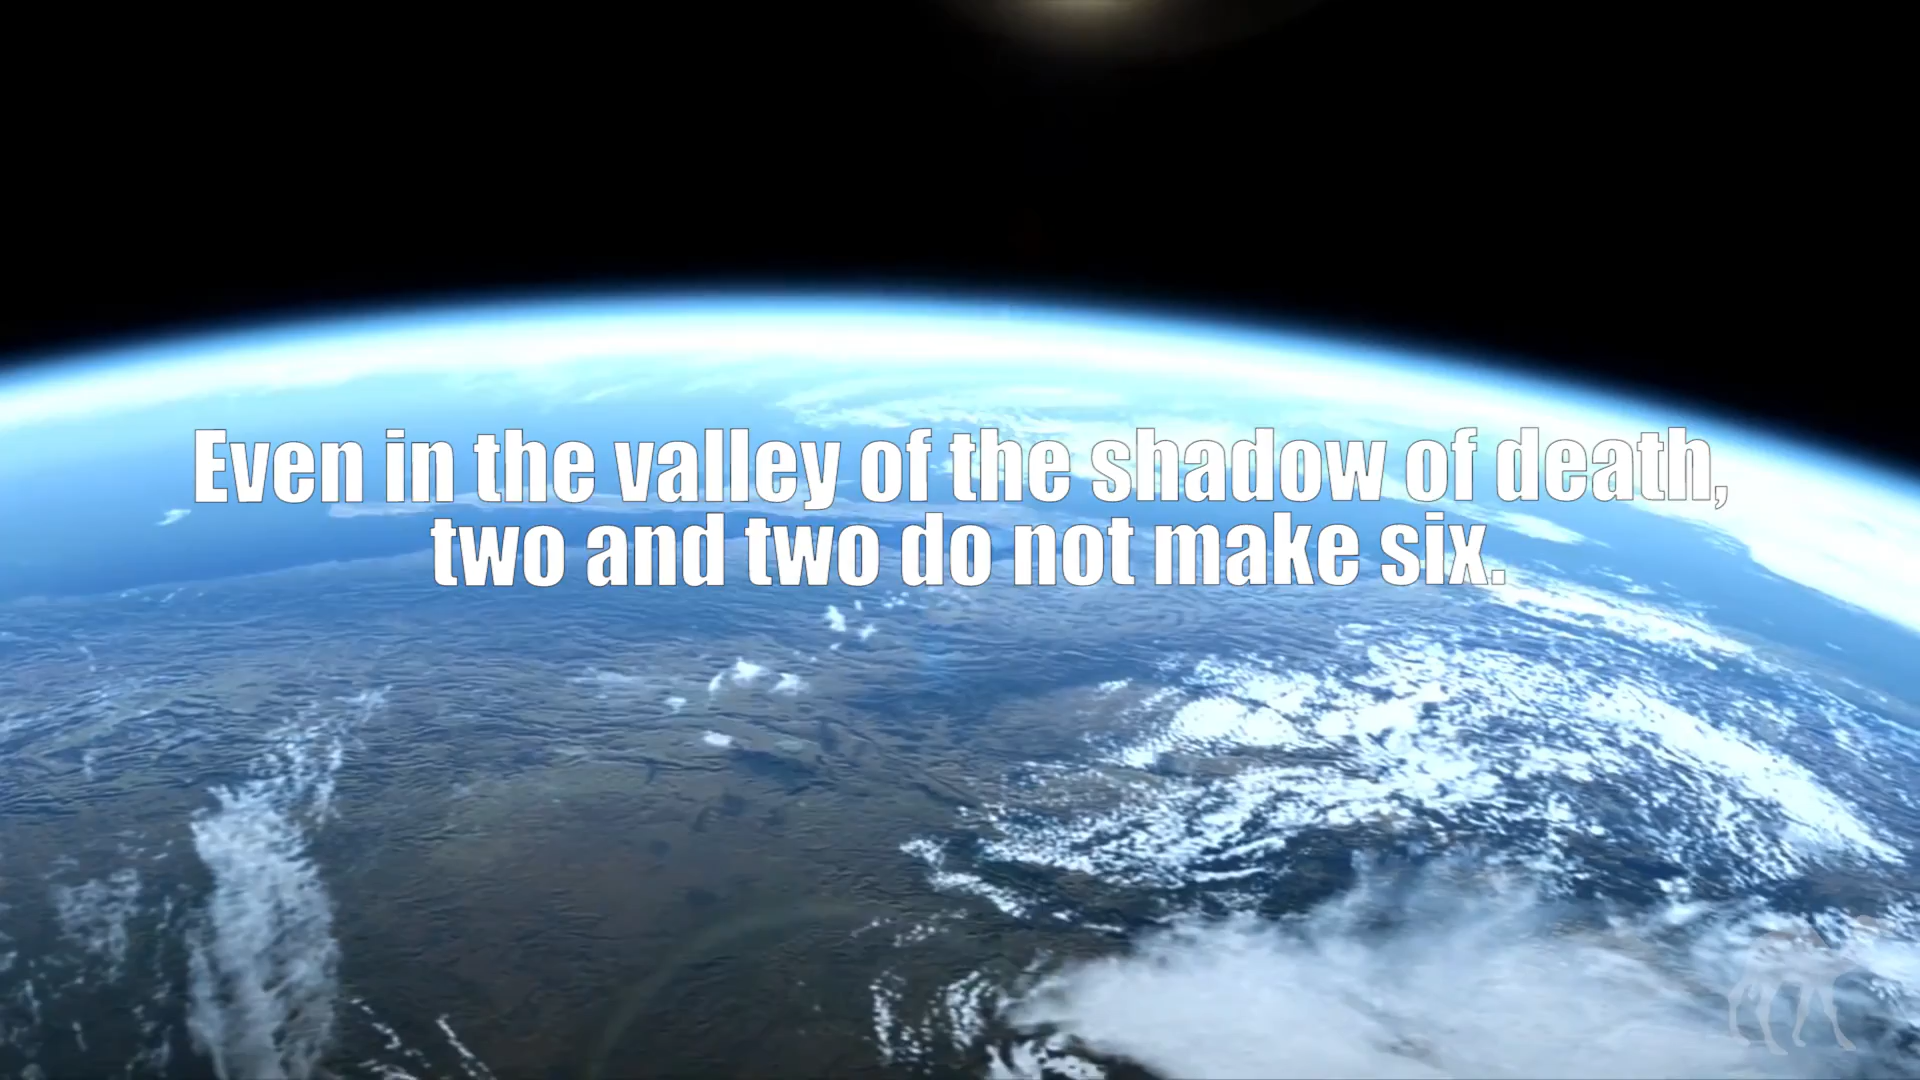 Even in the valley of the shadow of death,
two and two do not make six.